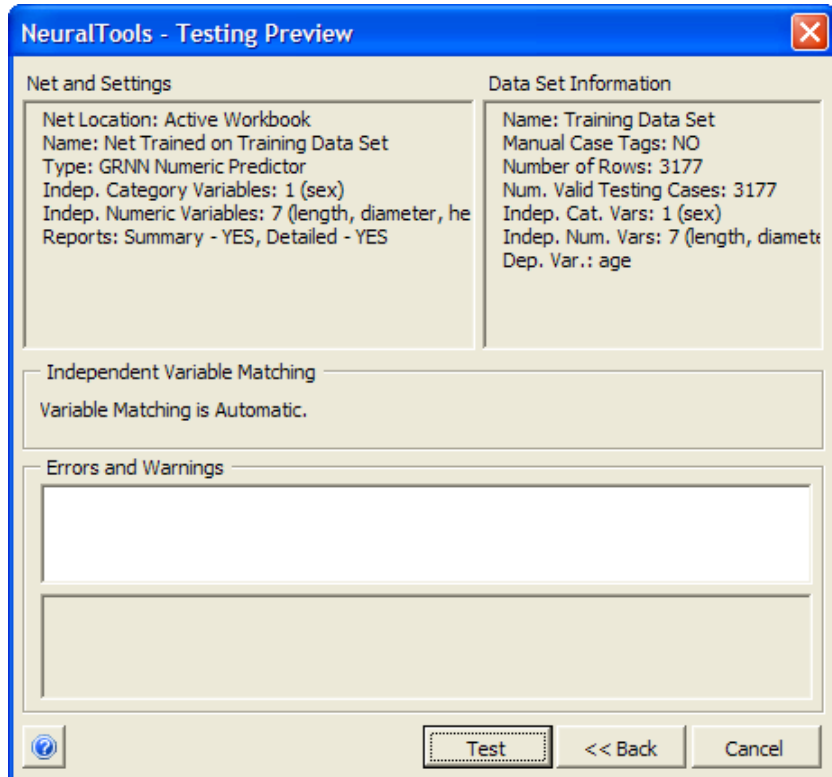 NeuralTools - Testing Preview
Net and Settings
Net Location: Active Workbook
Name: Net Trained on Training Data Set
Type: GRNN Numeric Predictor
Indep. Category Variables: 1 (sex)
Indep. Numeric Variables: 7 (length, diameter, he
Reports: Summary - YES, Detailed - YES
Data Set Information
Name: Training Data Set
Manual Case Tags: NO
Number of Rows: 3177
Num. Valid Testing Cases: 3177
Indep. Cat. Vars: 1 (sex)
Indep. Num. Vars: 7 (length, diamete
Dep. Var.: age
Independent Variable Matching
Variable Matching is Automatic.
Errors and Warnings
Test
<< Back
Cancel